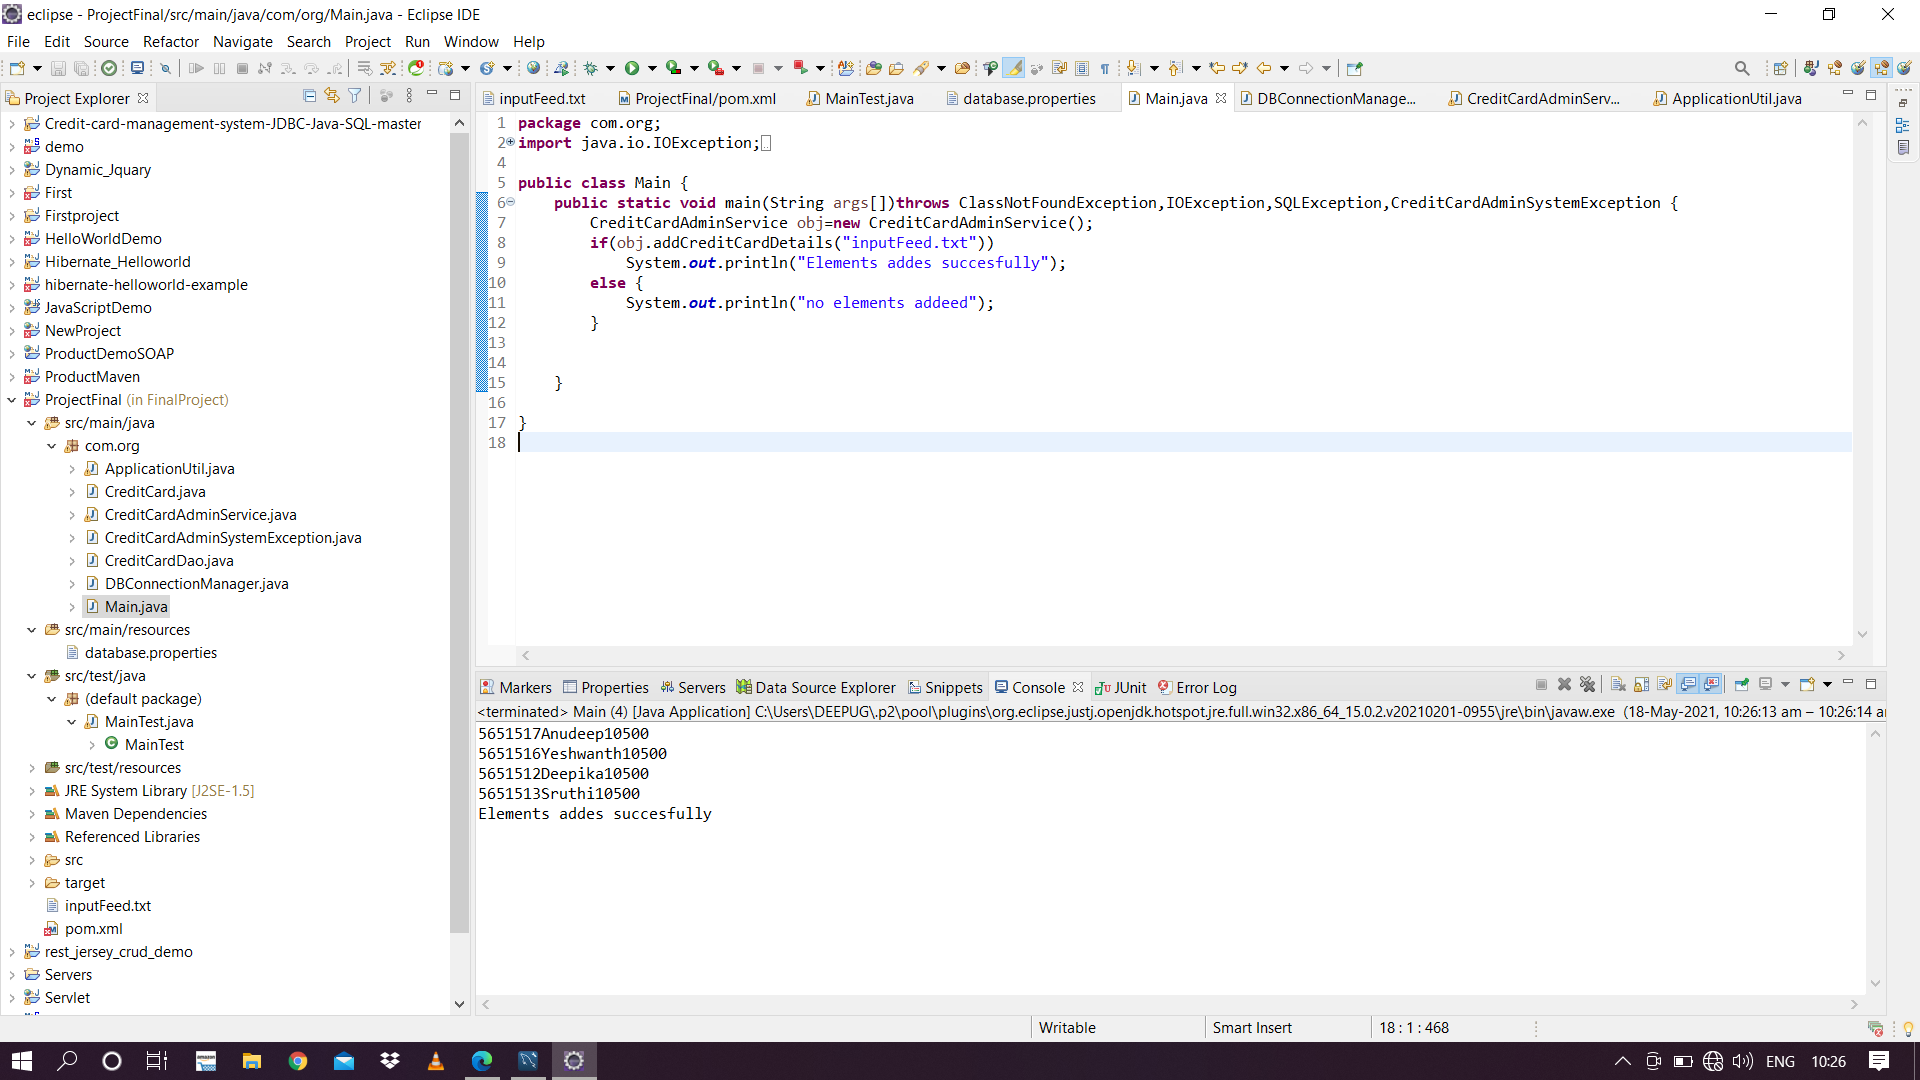 eclipse - ProjectFinal/src/main/java/com/org/Main.java - Eclipse IDE
File Edit Source Refactor Navigate Search Project Run Window Help
Project Explorer
Credit-card-management-system-JDBC-Java-SQL-master
demo
Dynamic_Jquary
First
Firstproject
HelloWorldDemo
Hibernate_Helloworld
hibernate-helloworld-example
JavaScriptDemo
NewProject
ProductDemoSOAP
ProductMaven
ProjectFinal (in FinalProject)
src/main/java
com.org
ApplicationUtil.java
CreditCard.java
CreditCardAdminService.java
CreditCardAdminSystemException.java
CreditCardDao.java
DBConnectionManager.java
Main.java
src/main/resources
database.properties
src/test/java
(default package)
MainTest.java
MainTest
src/test/resources
JRE System Library [J2SE-1.5]
Maven Dependencies
Referenced Libraries
src
target
inputFeed.txt
pom.xml
rest_jersey_crud_demo
Servers
Servlet
inputFeed.txt ProjectFinal/pom.xml MainTest.java database.properties Main.java DBConnectionManage... CreditCardAdminServ... ApplicationUtil.java
1 package com.org;
2 import java.io.IOException;
4
5 public class Main {
6 public static void main(String args[])throws ClassNotFoundException,IOException,SQLException,CreditCardAdminSystemException {
7 CreditCardAdminService obj=new CreditCardAdminService();
8 if(obj.addCreditCardDetails("inputFeed.txt"))
9 System.out.println("Elements addes succesfully");
10 else {
11 System.out.println("no elements addeed");
12 }
13
14
15 }
16
17 }
18
Markers Properties Servers Data Source Explorer Snippets Console JUnit Error Log
<terminated> Main (4) [Java Application] C:\Users\DEEPUG\.p2\pool\plugins\org.eclipse.justj.openjdk.hotspot.jre.full.win32.x86_64_15.0.2.v20210201-0955\jre\bin\javaw.exe (18-May-2021, 10:26:13 am – 10:26:14 a
5651517Anudeep10500
5651516Yeshwanth10500
5651512Deepika10500
5651513Sruthi10500
Elements addes succesfully
Writable Smart Insert 18 : 1 : 468
amazon
ENG 10:26